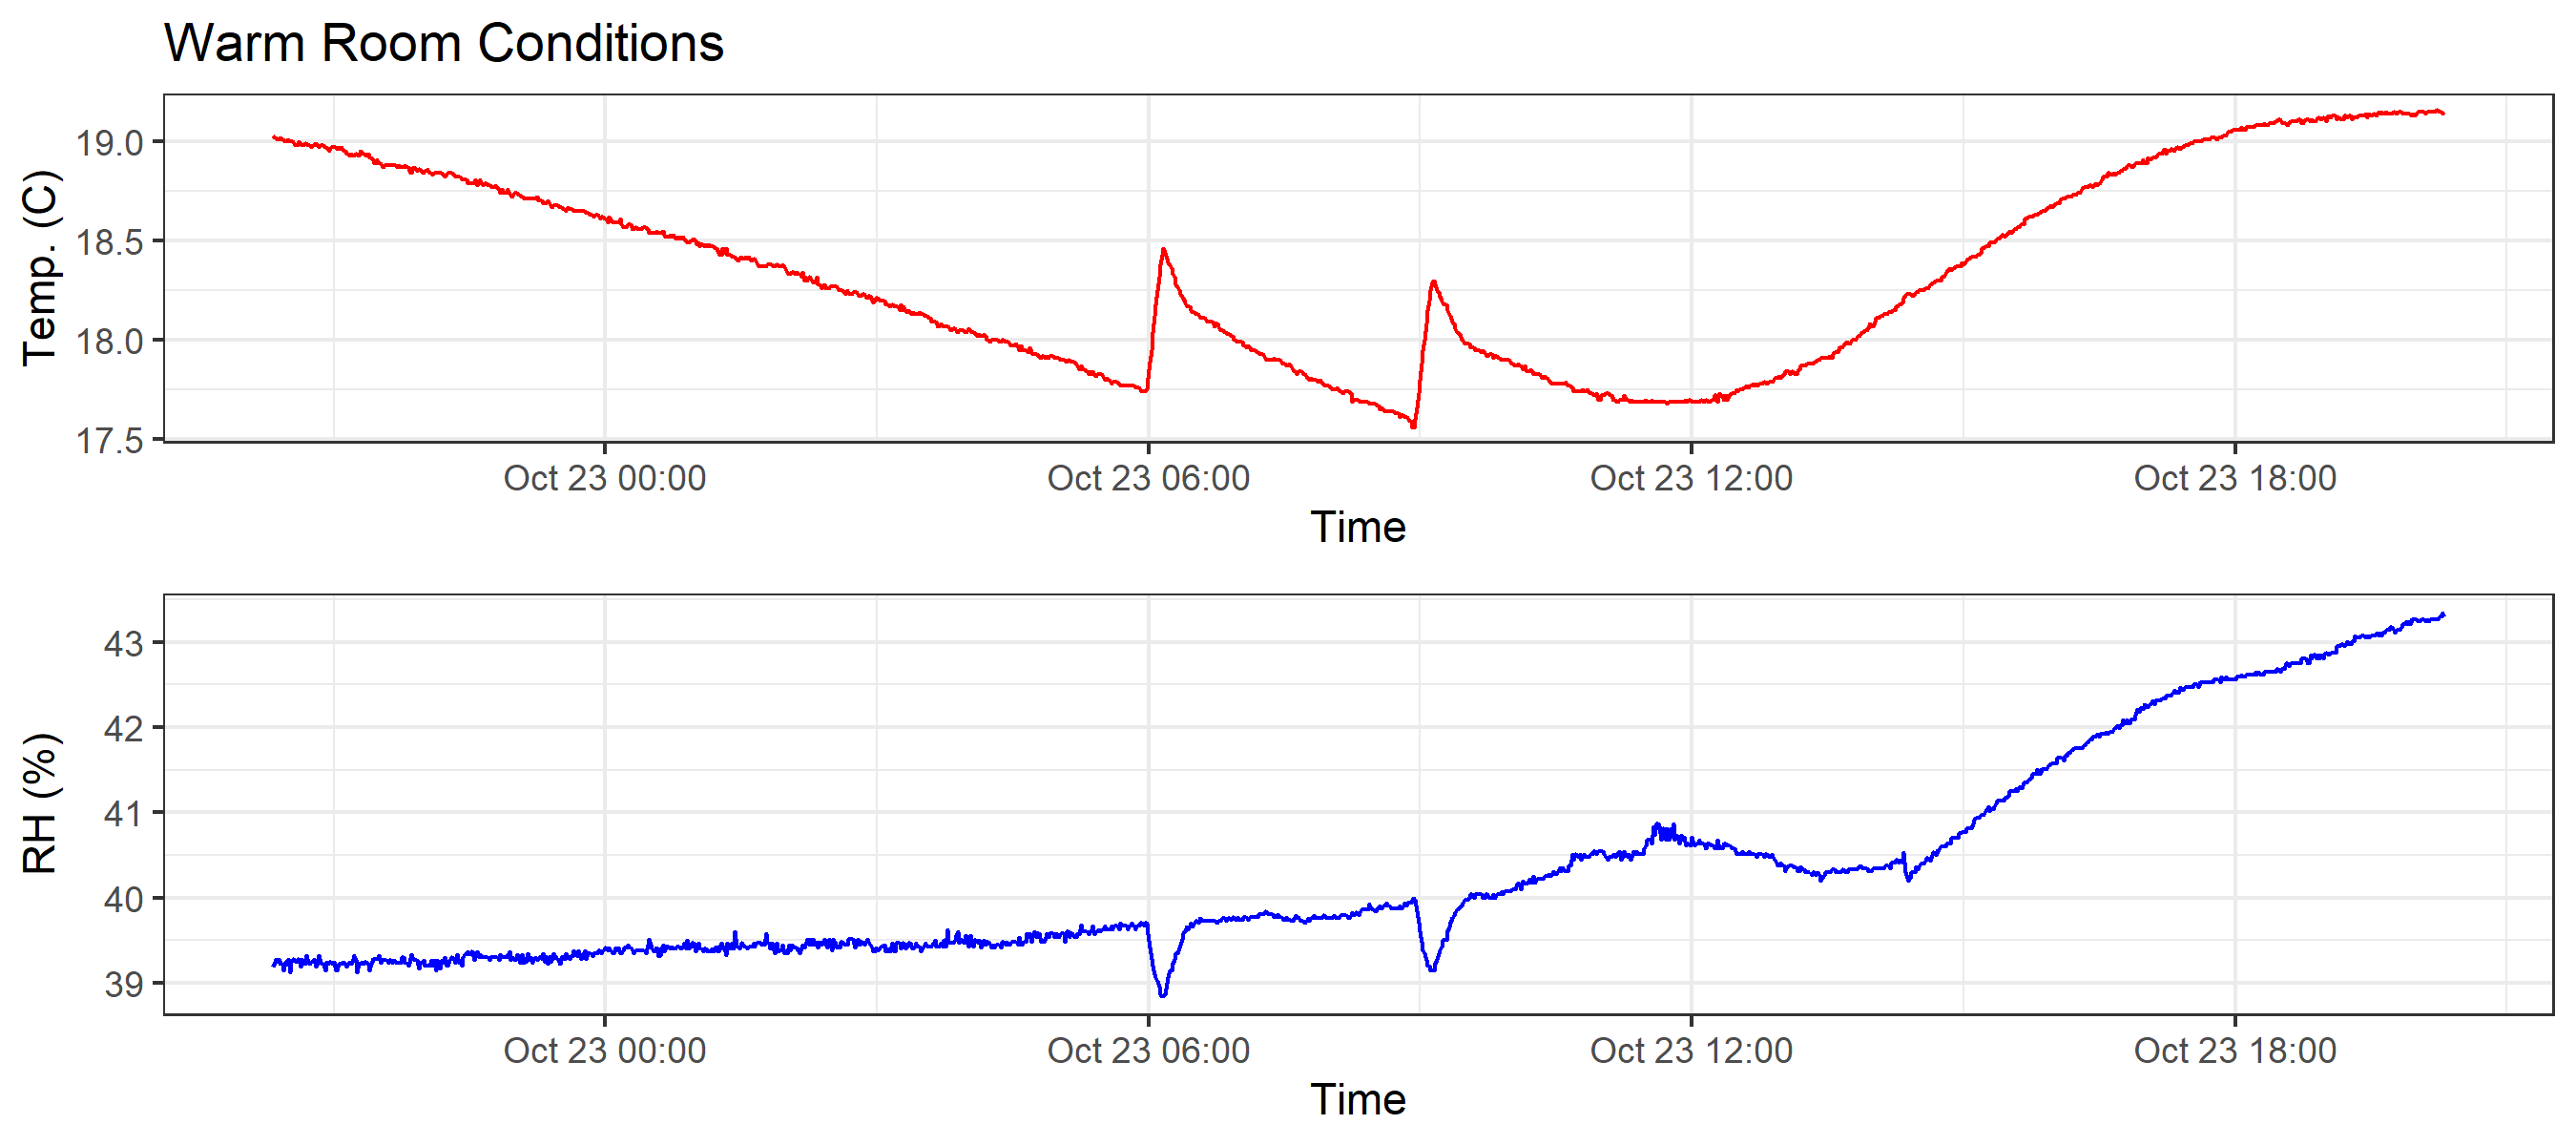 Warm Room Conditions
Temp. (C)
19.0
18.5
18.0
17.5
Oct 23 00:00 Oct 23 06:00 Oct 23 12:00 Oct 23 18:00
Time
RH (%)
43
42
41
40
39
Oct 23 00:00 Oct 23 06:00 Oct 23 12:00 Oct 23 18:00
Time